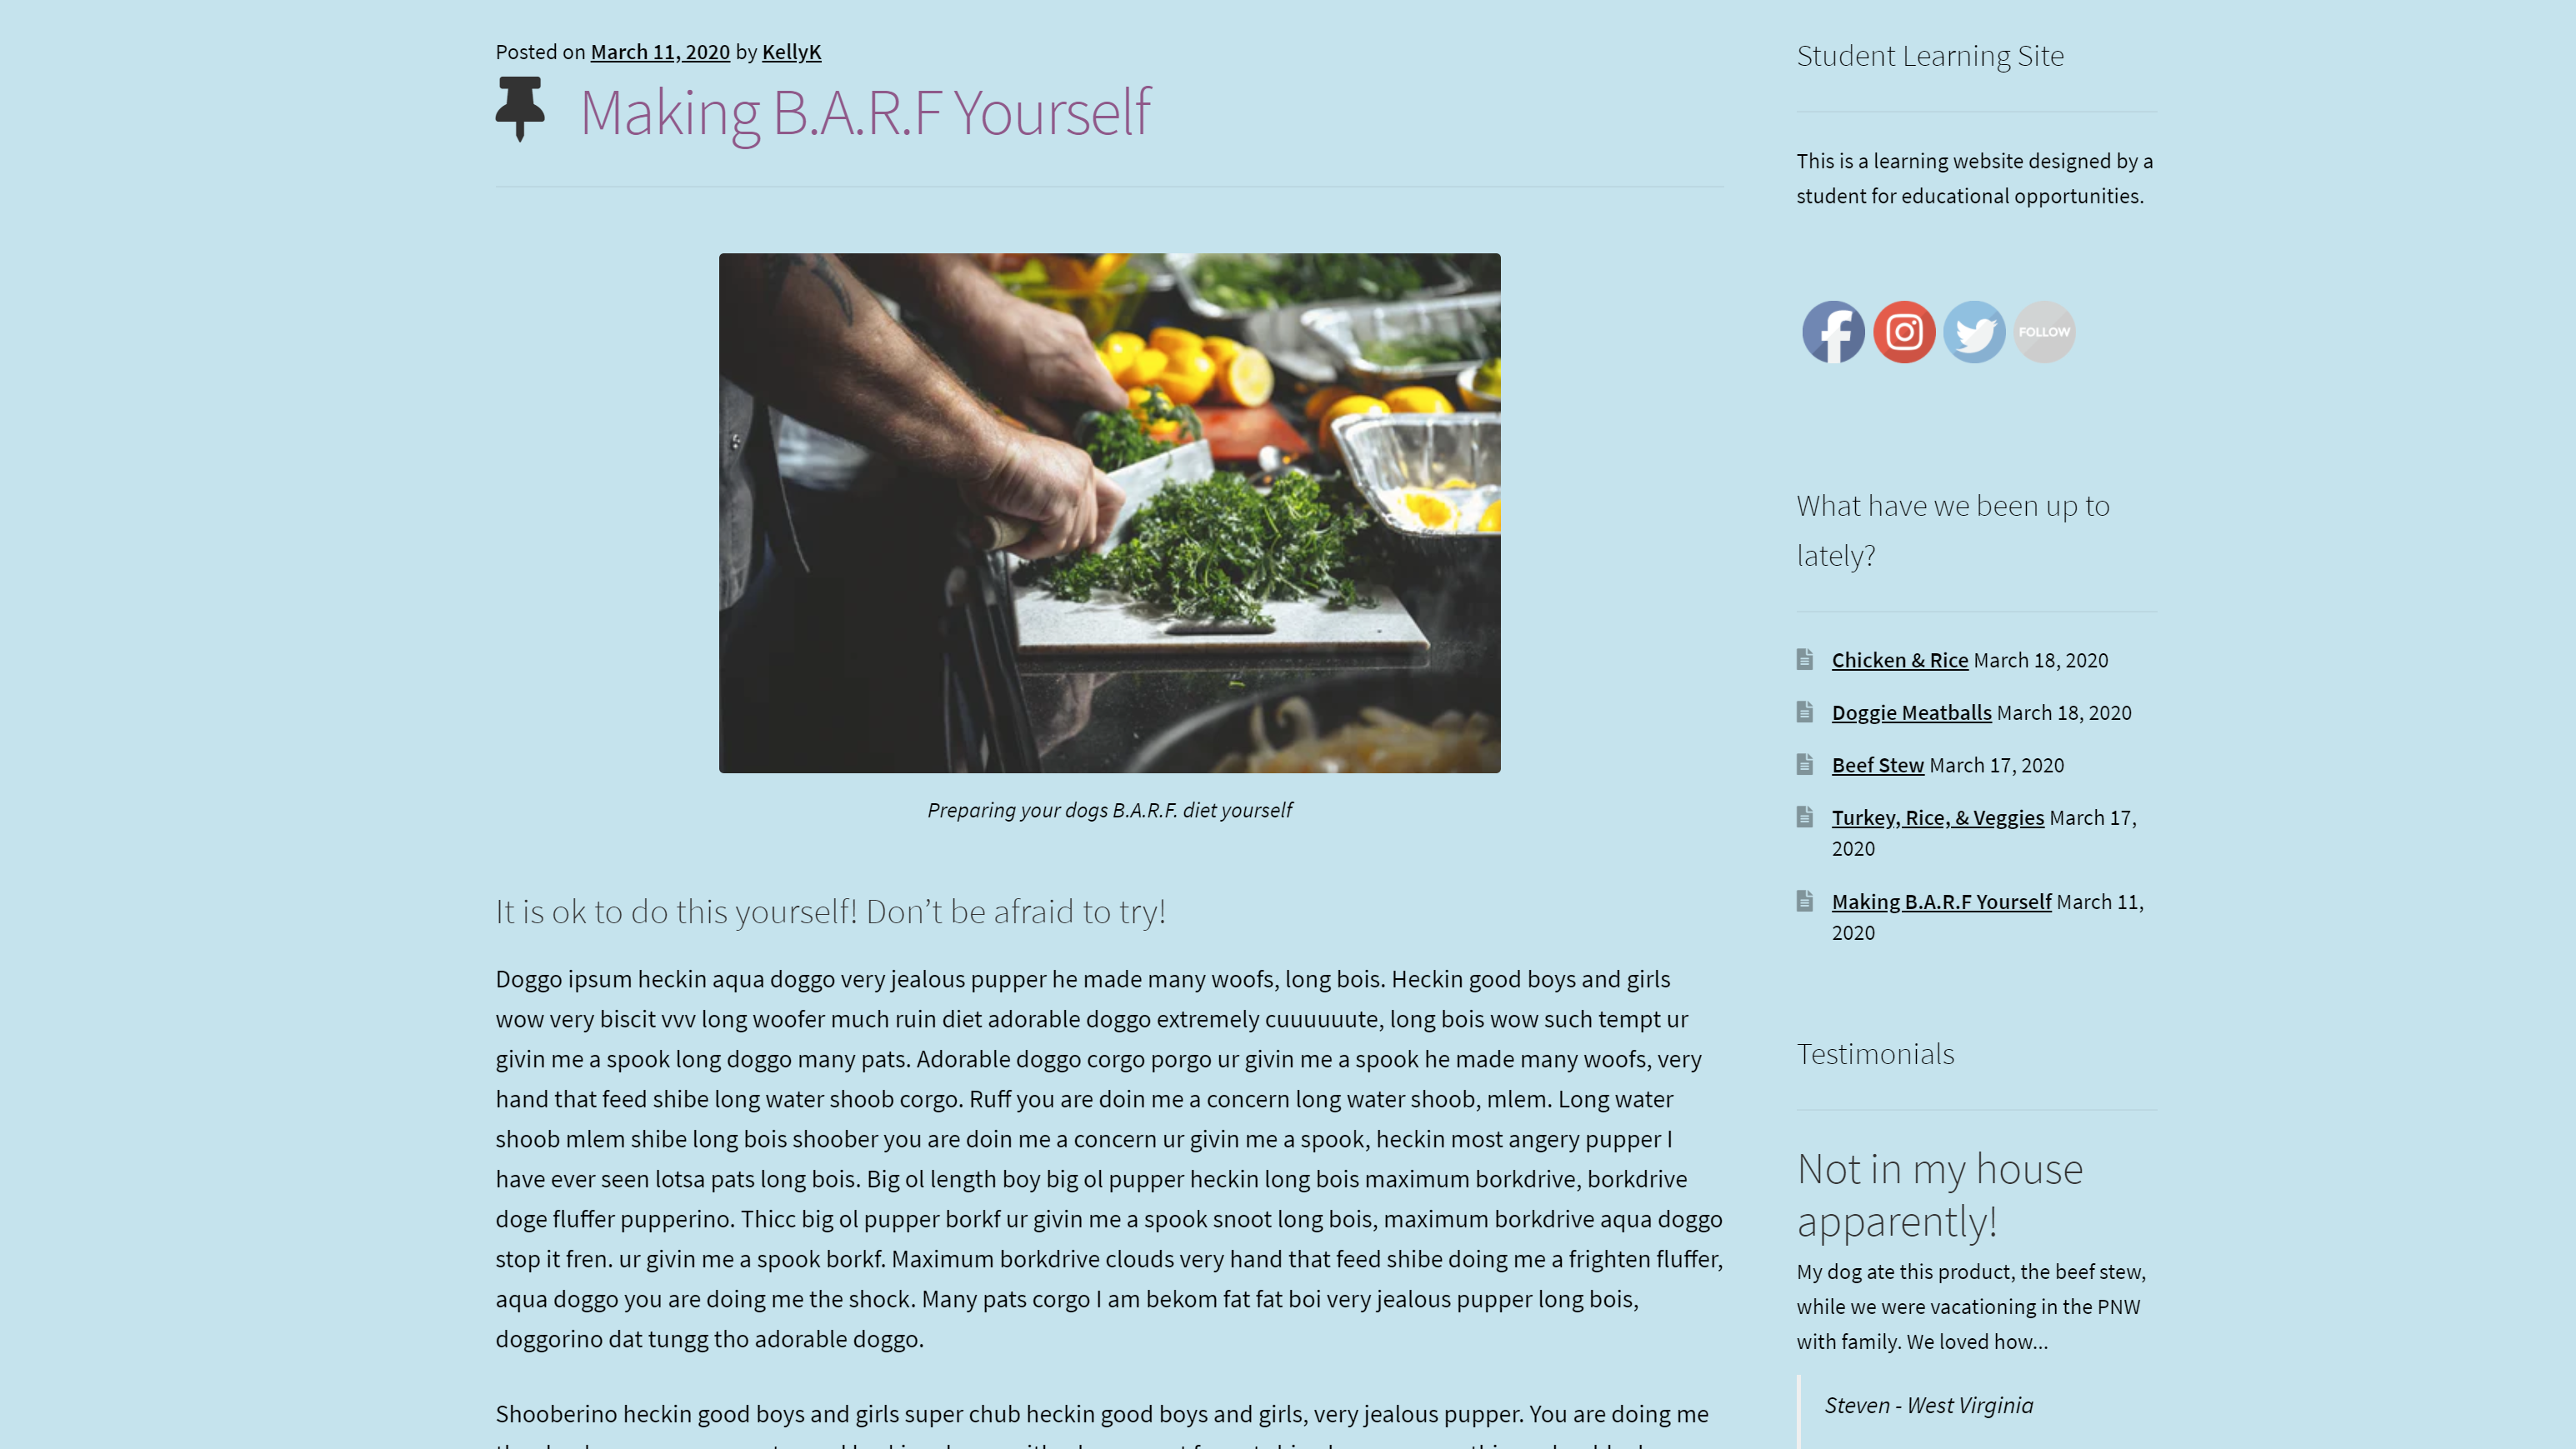 Posted on March 11, 2020 by KellyK
Making B.A.R.F Yourself
Preparing your dogs B.A.R.F. diet yourself
It is ok to do this yourself! Don’t be afraid to try!
Doggo ipsum heckin aqua doggo very jealous pupper he made many woofs, long bois. Heckin good boys and girls
wow very biscit vvv long woofer much ruin diet adorable doggo extremely cuuuuuute, long bois wow such tempt ur
givin me a spook long doggo many pats. Adorable doggo corgo porgo ur givin me a spook he made many woofs, very
hand that feed shibe long water shoob corgo. Ruff you are doin me a concern long water shoob, mlem. Long water
shoob mlem shibe long bois shoober you are doin me a concern ur givin me a spook, heckin most angery pupper I
have ever seen lotsa pats long bois. Big ol length boy big ol pupper heckin long bois maximum borkdrive, borkdrive
doge fluffer pupperino. Thicc big ol pupper borkf ur givin me a spook snoot long bois, maximum borkdrive aqua doggo
stop it fren. ur givin me a spook borkf. Maximum borkdrive clouds very hand that feed shibe doing me a frighten fluffer,
aqua doggo you are doing me the shock. Many pats corgo I am bekom fat fat boi very jealous pupper long bois,
doggorino dat tungg tho adorable doggo.
Shooberino heckin good boys and girls super chub heckin good boys and girls, very jealous pupper. You are doing me
Student Learning Site
This is a learning website designed by a
student for educational opportunities.
FOLLOW
What have we been up to
lately?
Chicken & Rice March 18, 2020
Doggie Meatballs March 18, 2020
Beef Stew March 17, 2020
Turkey, Rice, & Veggies March 17,
2020
Making B.A.R.F Yourself March 11,
2020
Testimonials
Not in my house
apparently!
My dog ate this product, the beef stew,
while we were vacationing in the PNW
with family. We loved how...
Steven - West Virginia